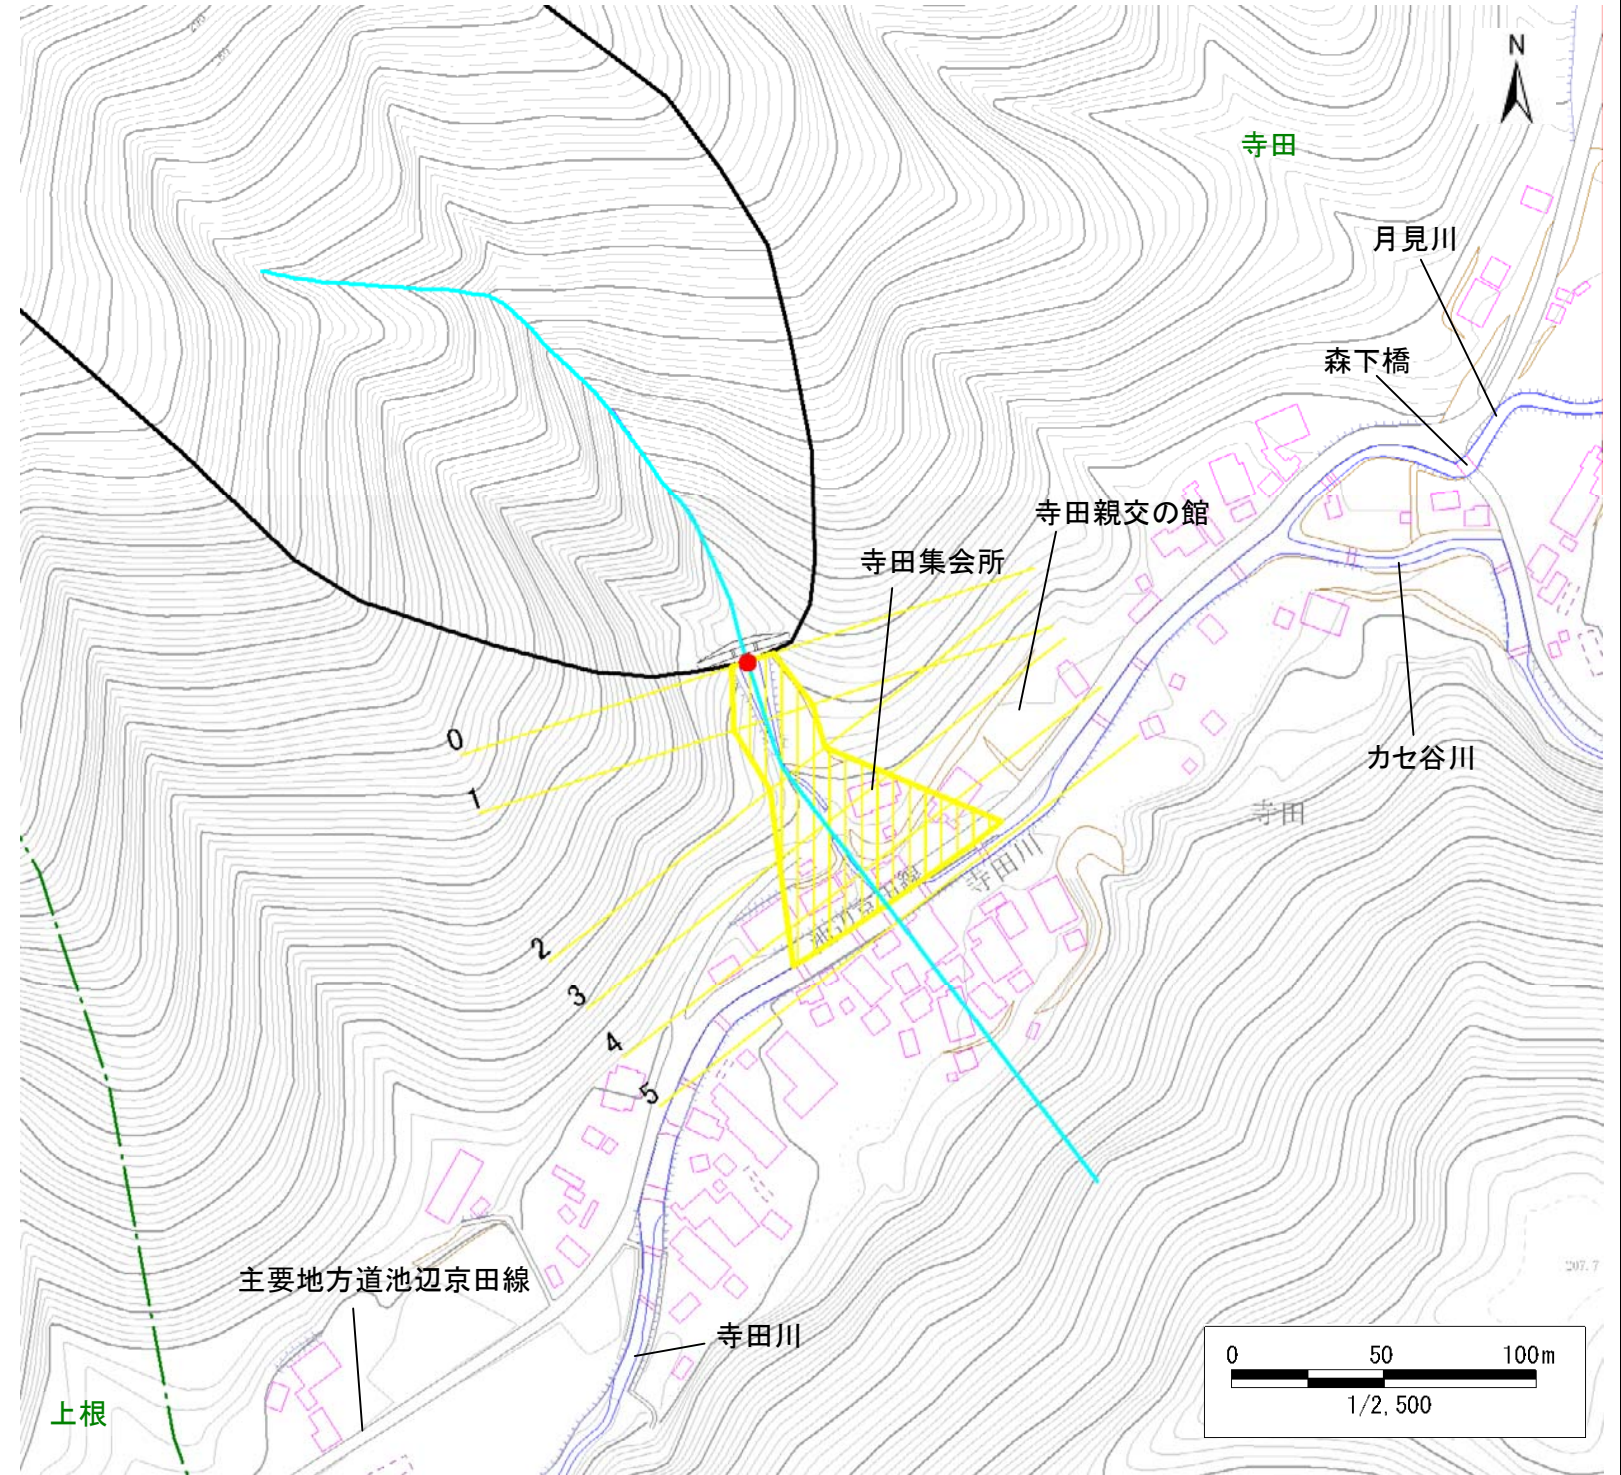 N
寺田
月見川
森下橋
寺田親交の館
寺田集会所
0
カセ谷川
1
寺田
寺田川
2
3
4
5
207.7
主要地方道池辺京田線
寺田川
上根
0 50 100m
1/2,500